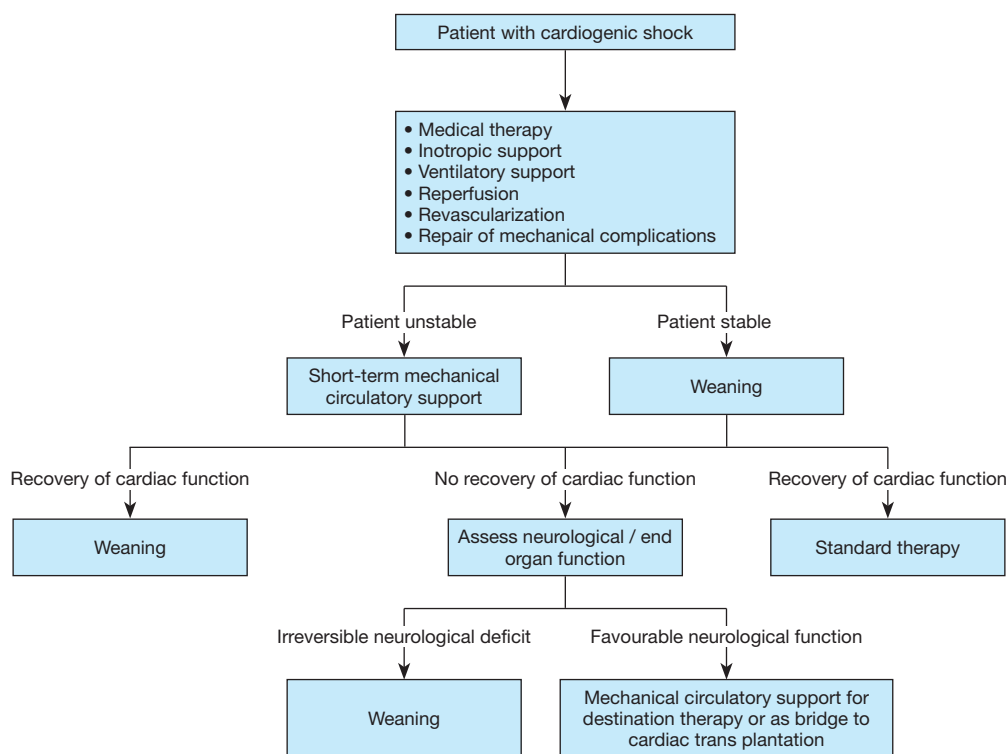 Patient with cardiogenic shock
• Medical therapy
• Inotropic support
• Ventilatory support
• Reperfusion
• Revascularization
• Repair of mechanical complications
Patient unstable
Patient stable
Short-term mechanical
circulatory support
Weaning
Recovery of cardiac function
No recovery of cardiac function
Recovery of cardiac function
Weaning
Assess neurological / end
organ function
Standard therapy
Irreversible neurological deficit
Favourable neurological function
Weaning
Mechanical circulatory support for
destination therapy or as bridge to
cardiac trans plantation